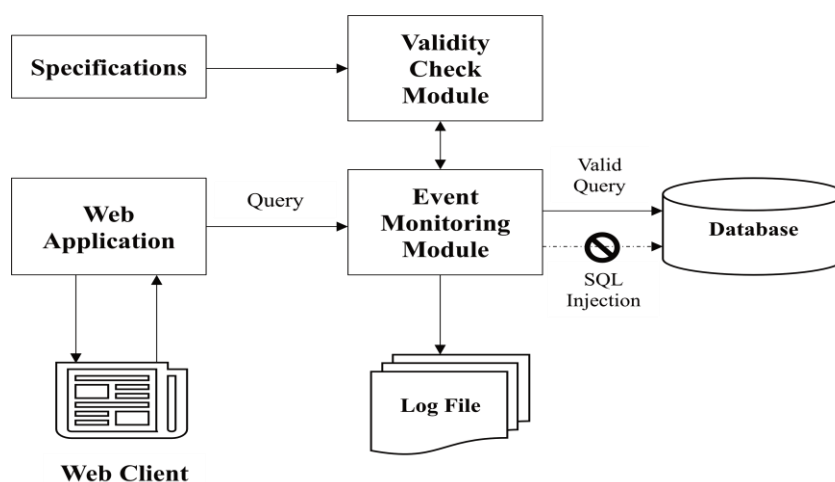 Specifications
Validity
Check
Module
Web
Application
Query
Event
Monitoring
Module
Valid
Query
Database
SQL
Injection
Log File
Web Client